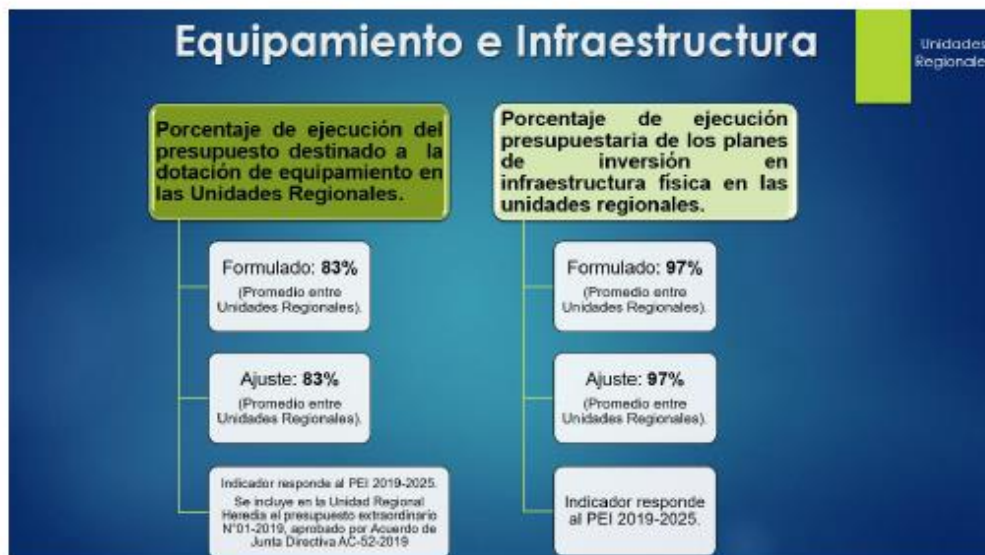 Equipamiento e Infraestructura
Unidades
Regionale
Porcentaje de ejecución del
presupuesto destinado a la
dotación de equipamiento en
las Unidades Regionales.
Formulado: 83%
(Promedio entre
Unidades Regionales).
Ajuste: 83%
(Promedio entre
Unidades Regionales).
Indicador responde al PEI 2019-2025.
Se incluye en la Unidad Regional
Heredia el presupuesto extraordinario
N°01-2019, aprobado por Acuerdo de
Junta Directiva AC-52-2019
Porcentaje de ejecución
presupuestaria de los planes
de inversión en
infraestructura física en las
unidades regionales.
Formulado: 97%
(Promedio entre
Unidades Regionales).
Ajuste: 97%
(Promedio entre
Unidades Regionales).
Indicador responde
al PEI 2019-2025.